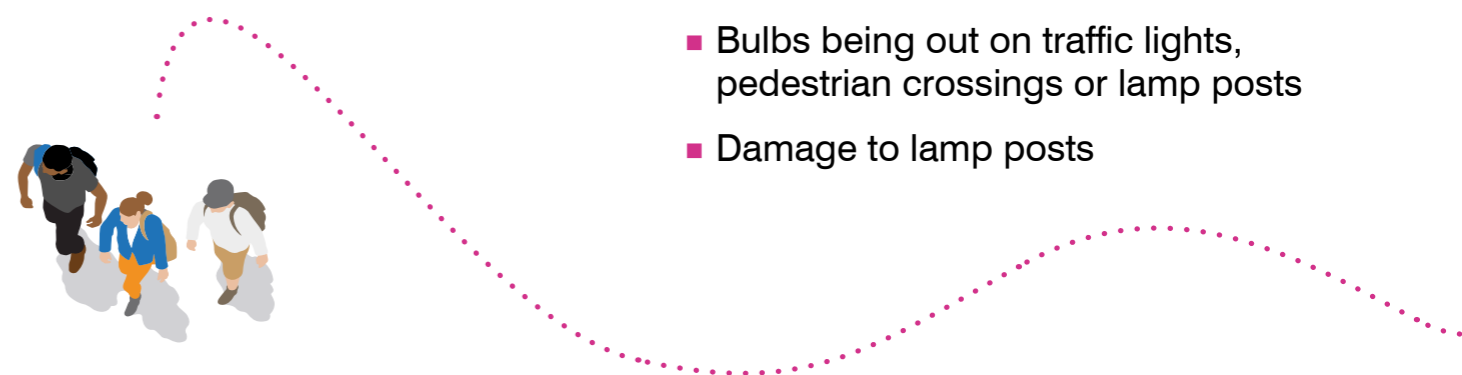 ■ Bulbs being out on traffic lights,
pedestrian crossings or lamp posts
■ Damage to lamp posts